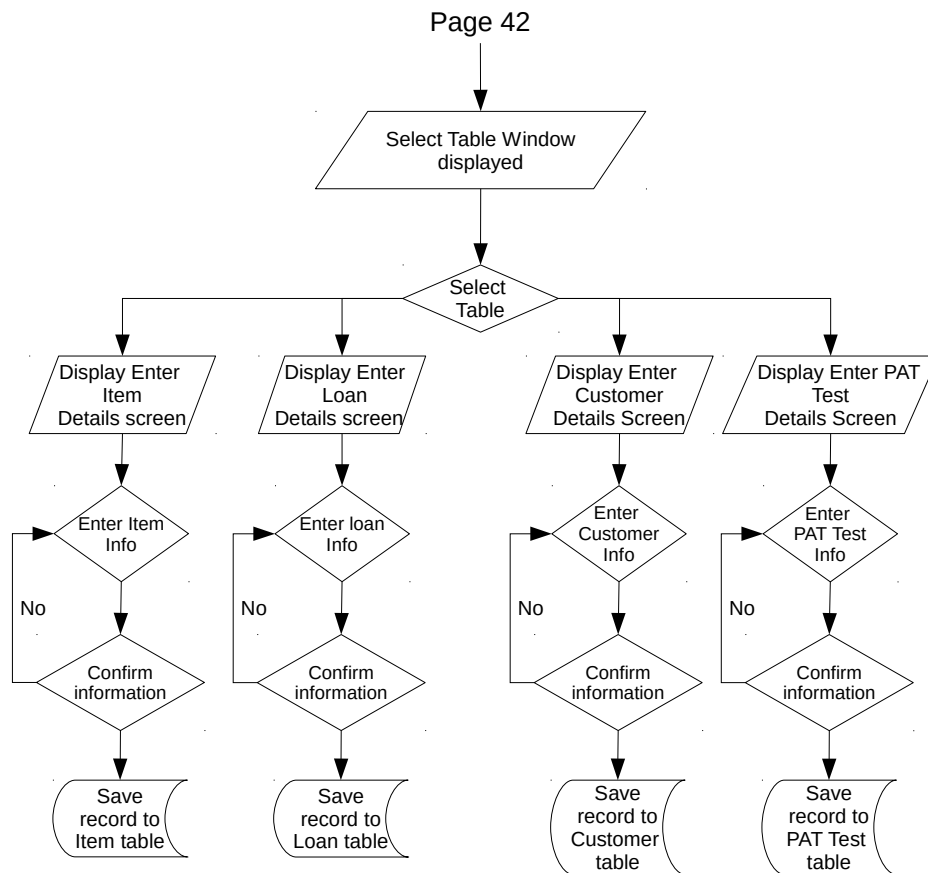 Page 42
Select Table Window
displayed
Select
Table
Display Enter
Item
Details screen
Display Enter
Loan
Details screen
Display Enter
Customer
Details Screen
Display Enter PAT
Test
Details Screen
Enter Item
Info
Enter loan
Info
Enter
Customer
Info
Enter
PAT Test
Info
No
No
No
No
Confirm
information
Confirm
information
Confirm
information
Confirm
information
Save
record to
Item table
Save
record to
Loan table
Save
record to
Customer
table
Save
record to
PAT Test
table